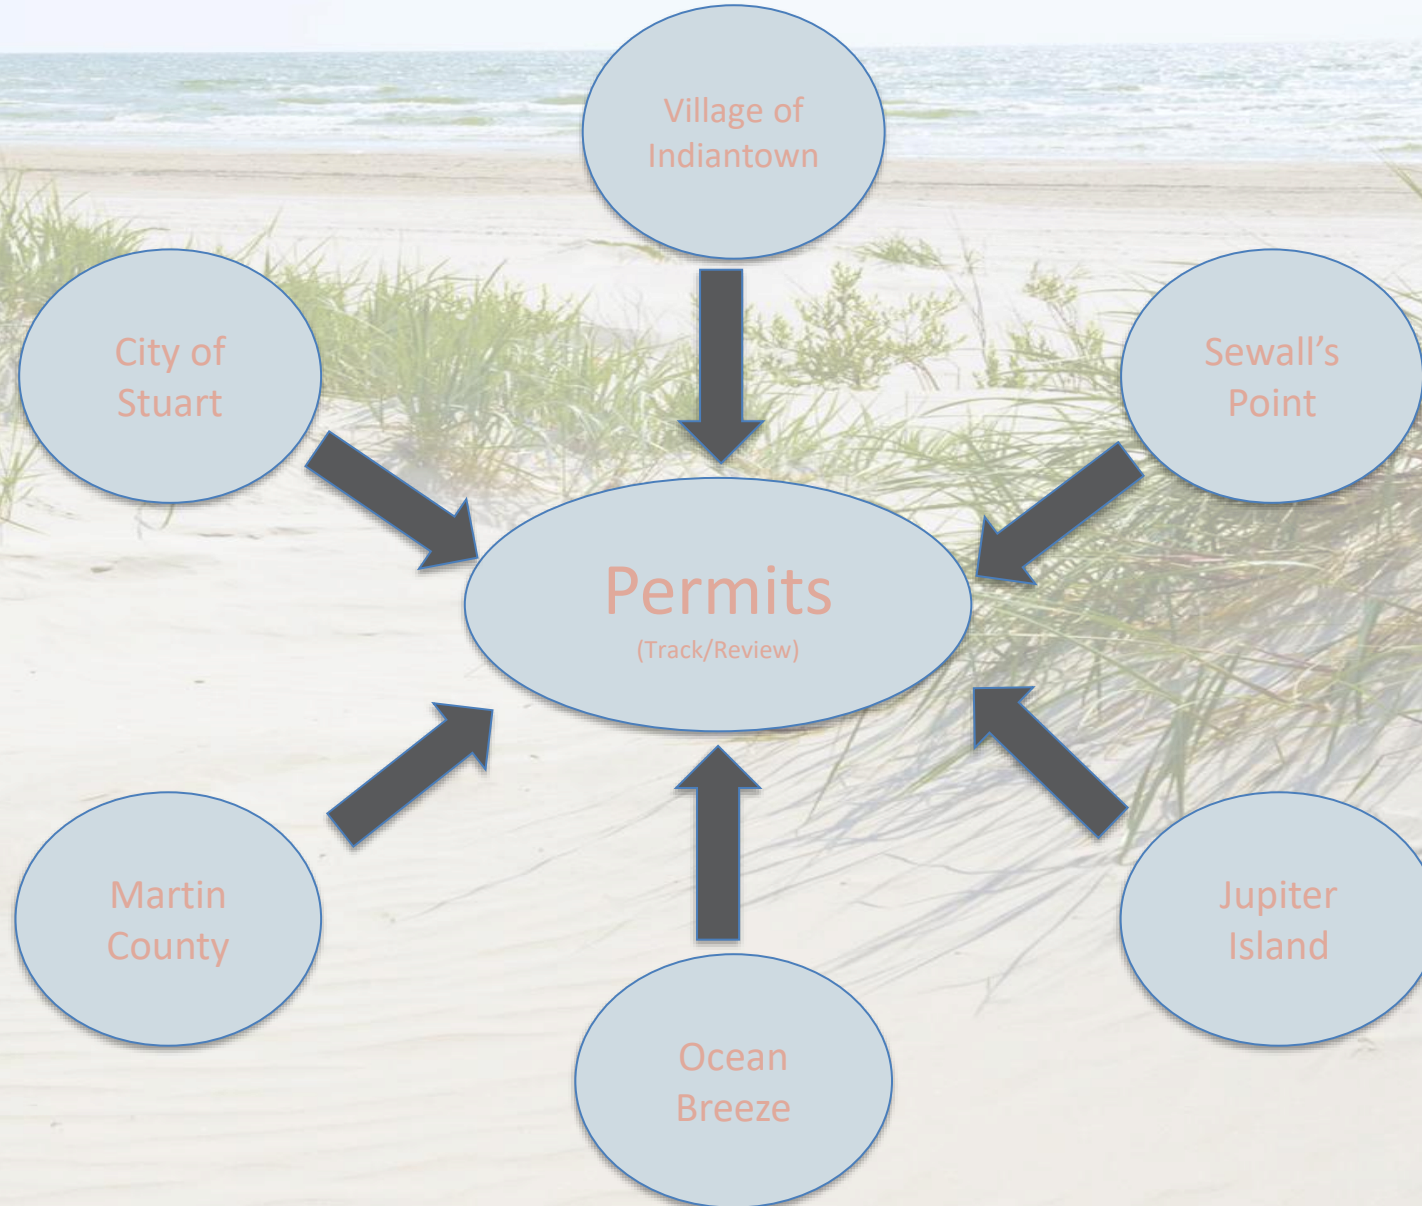 Village of
Indiantown
City of
Stuart
Sewall’s
Point
Permits
(Track/Review)
Martin
County
Jupiter
Island
Ocean
Breeze